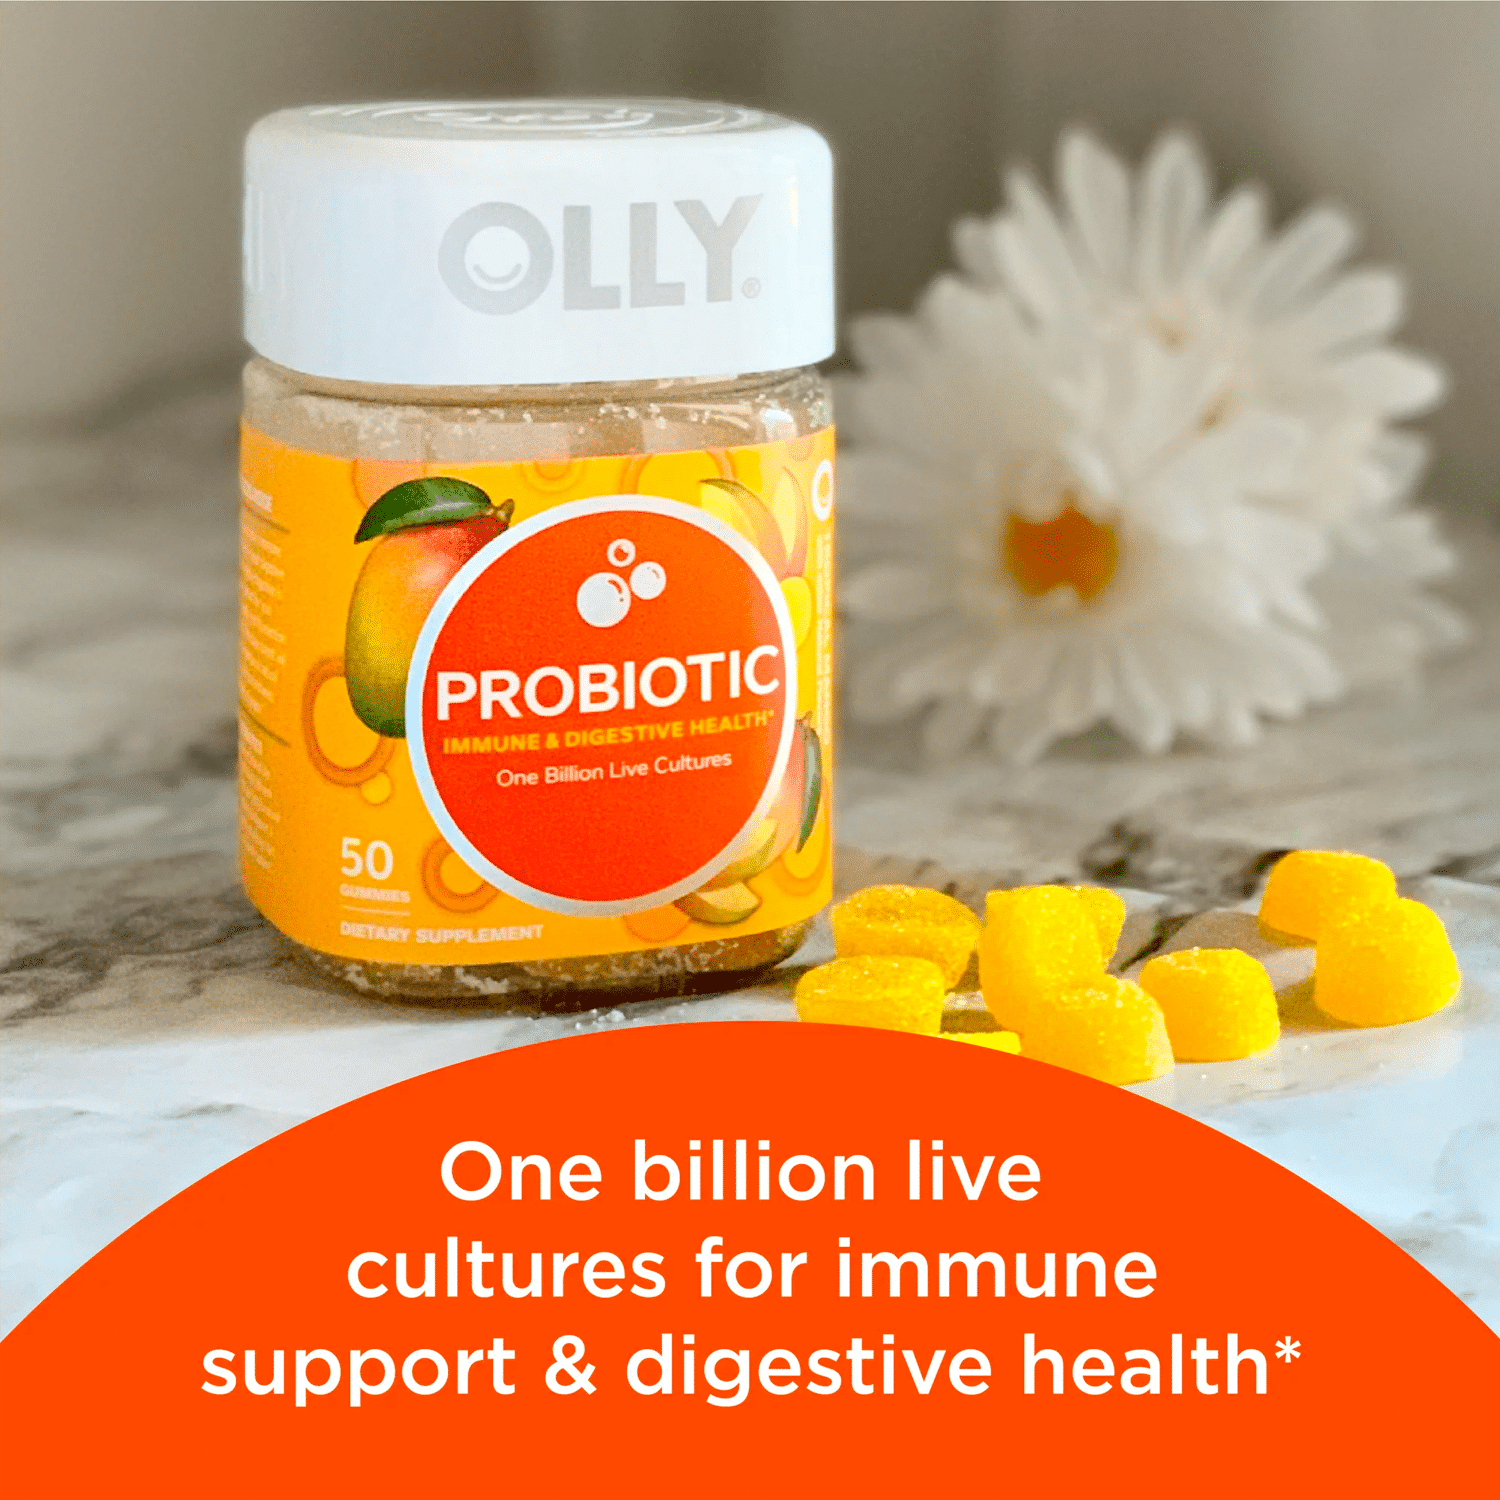 OLLY®
PROBIOTIC
IMMUNE & DIGESTIVE HEALTH*
One Billion Live Cultures
50
GUMMIES
DIETARY SUPPLEMENT
One billion live
cultures for immune
support & digestive health*